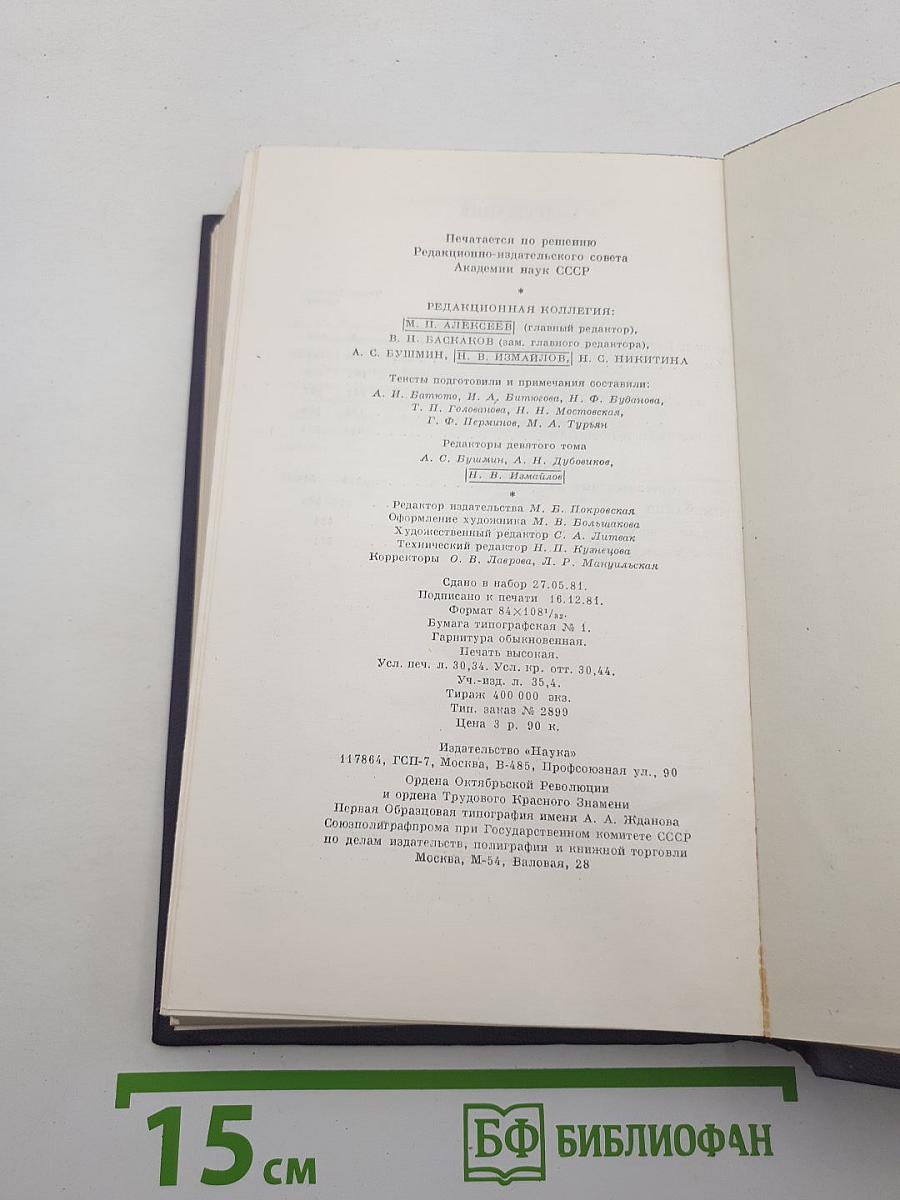 Печатается по решению
Редакционно-издательского совета
Академии наук СССР
*
РЕДАКЦИОННАЯ КОЛЛЕГИЯ:
М. П. АЛЕКСЕЕВ (главный редактор),
В. Н. БАСКАКОВ (зам. главного редактора),
А. С. БУШМИН, Н. В. ИЗМАЙЛОВ, Н. С. НИКИТИНА
Тексты подготовили и примечания составили:
А. И. Батюто, И. А. Битюгова, Н. Ф. Буданова,
Т. П. Голованова, Н. Н. Мостовская,
Г. Ф. Перминов, М. А. Турьян
Редакторы девятого тома
А. С. Бушмин, А. Н. Дубовиков,
Н. В. Измайлов
*
Редактор издательства М. Б. Покровская
Оформление художника М. В. Большакова
Художественный редактор С. А. Литвак
Технический редактор Н. П. Кузнецова
Корректоры О. В. Лаврова, Л. Р. Мануильская
Сдано в набор 27.05.81.
Подписано к печати 16.12.81.
Формат 84×108¹/₃₂.
Бумага типографская № 1.
Гарнитура обыкновенная.
Печать высокая.
Усл. печ. л. 30,34. Усл. кр. отт. 30,44.
Уч.-изд. л. 35,4.
Тираж 400 000 экз.
Тип. заказ № 2899
Цена 3 р. 90 к.
Издательство «Наука»
117864, ГСП-7, Москва, В-485, Профсоюзная ул., 90
Ордена Октябрьской Революции
и ордена Трудового Красного Знамени
Первая Образцовая типография имени А. А. Жданова
Союзполиграфпрома при Государственном комитете СССР
по делам издательств, полиграфии и книжной торговли
Москва, М-54, Валовая, 28
15 см
БФ БИБЛИОФАН